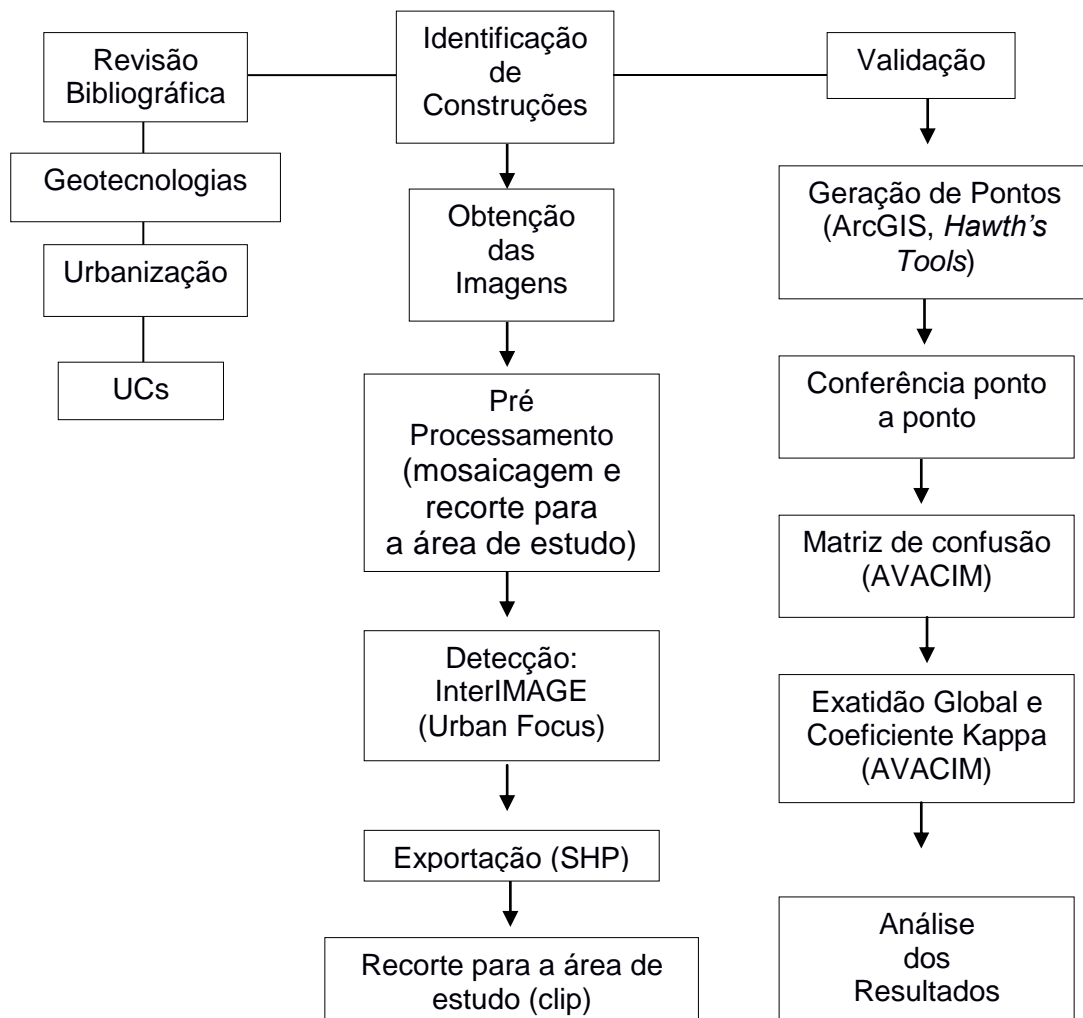 Revisão
Bibliográfica
Geotecnologias
Urbanização
UCs
Identificação
de
Construções
Obtenção
das
Imagens
Pré
Processamento
(mosaicagem e
recorte para
a área de estudo)
Detecção:
InterIMAGE
(Urban Focus)
Exportação (SHP)
Recorte para a área de
estudo (clip)
Validação
Geração de Pontos
(ArcGIS, Hawth’s
Tools)
Conferência ponto
a ponto
Matriz de confusão
(AVACIM)
Exatidão Global e
Coeficiente Kappa
(AVACIM)
Análise
dos
Resultados